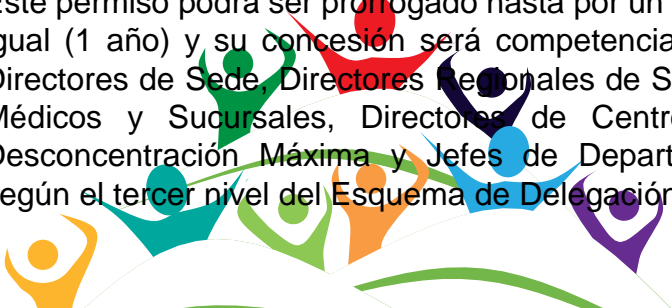 Este permiso podrá ser prorrogado hasta por un
igual (1 año) y su concesión será competencia
Directores de Sede, Directores Regionales de S
Médicos y Sucursales, Directores de Centr
Desconcentración Máxima y Jefes de Depart
según el tercer nivel del Esquema de Delegación